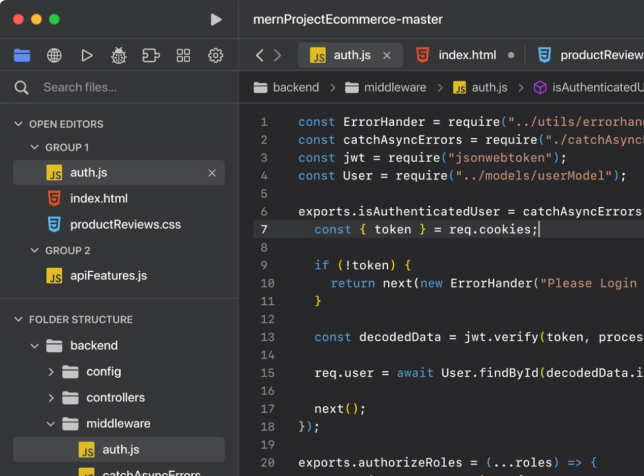 mernProjectEcommerce-master
auth.js
index.html
productReview
Search files...
backend
middleware
auth.js
isAuthenticatedU
OPEN EDITORS
GROUP 1
JS auth.js
index.html
productReviews.css
GROUP 2
JS apiFeatures.js
FOLDER STRUCTURE
backend
config
controllers
middleware
JS auth.js
catchAsyncErrors
1 const ErrorHander = require("../utils/errorhand
2 const catchAsyncErrors = require("./catchAsync
3 const jwt = require("jsonwebtoken");
4 const User = require("../models/userModel");
5
6 exports.isAuthenticatedUser = catchAsyncErrors
7 const { token } = req.cookies;
8
9 if (!token) {
10 return next(new ErrorHander("Please Login
11 }
12
13 const decodedData = jwt.verify(token, proces
14
15 req.user = await User.findById(decodedData.i
16
17 next();
18 });
19
20 exports.authorizeRoles = (...roles) => {